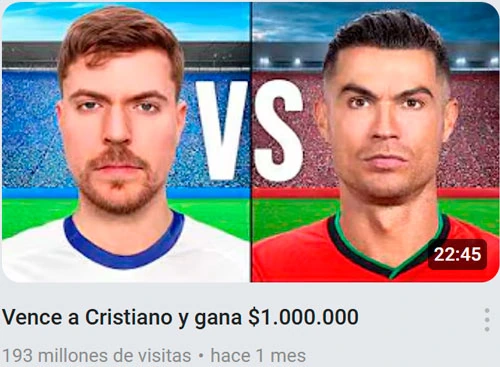 VS
22:45
Vence a Cristiano y gana $1.000.000
193 millones de visitas • hace 1 mes